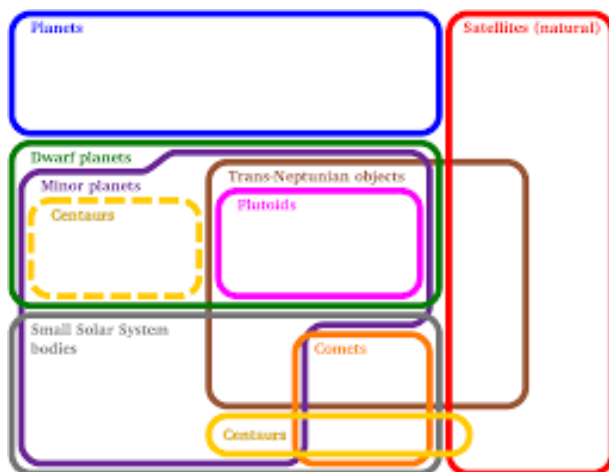 Planets
Satellites (natural)
Dwarf planets
Minor planets
Trans-Neptunian objects
Centaurs
Plutoids
Small Solar System
bodies
Comets
Centaurs